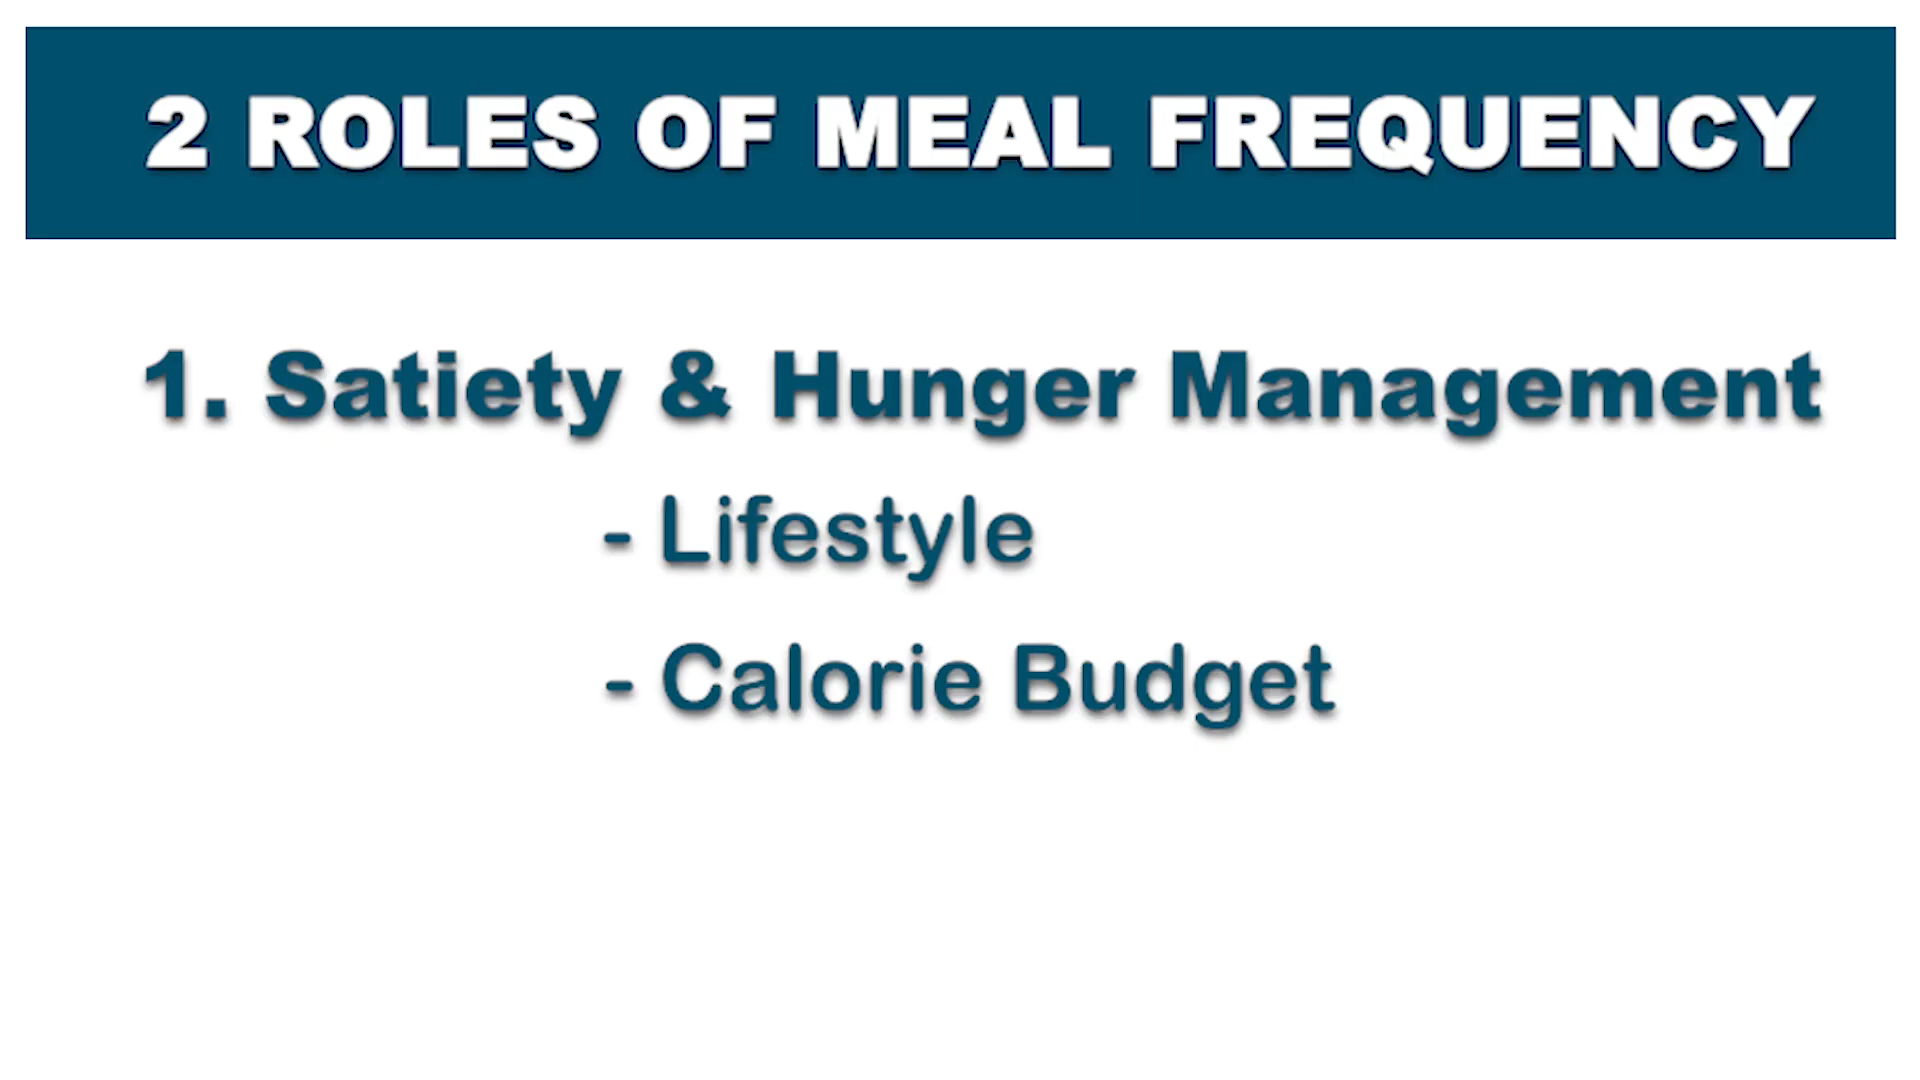 2 ROLES OF MEAL FREQUENCY
1. Satiety & Hunger Management
- Lifestyle
- Calorie Budget